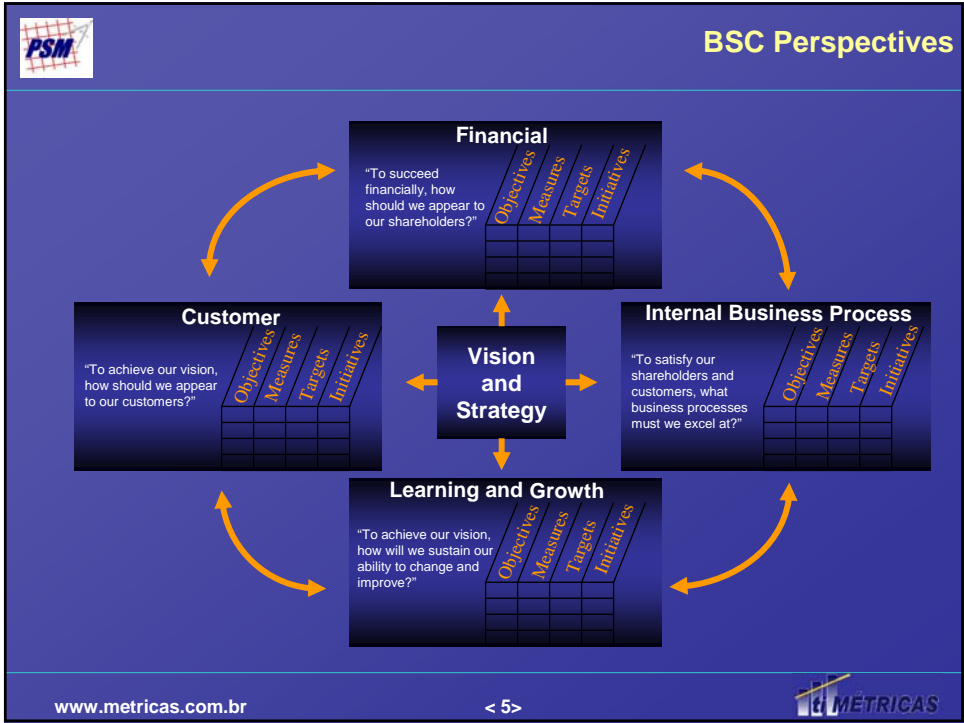 PSM
BSC Perspectives
Financial
“To succeed
financially, how
should we appear to
our shareholders?”
Objectives
Measures
Targets
Initiatives
Customer
“To achieve our vision,
how should we appear
to our customers?”
Objectives
Measures
Targets
Initiatives
Vision
and
Strategy
Internal Business Process
“To satisfy our
shareholders and
customers, what
business processes
must we excel at?”
Objectives
Measures
Targets
Initiatives
Learning and Growth
“To achieve our vision,
how will we sustain our
ability to change and
improve?”
Objectives
Measures
Targets
Initiatives
www.metricas.com.br
< 5>
ti MÉTRICAS